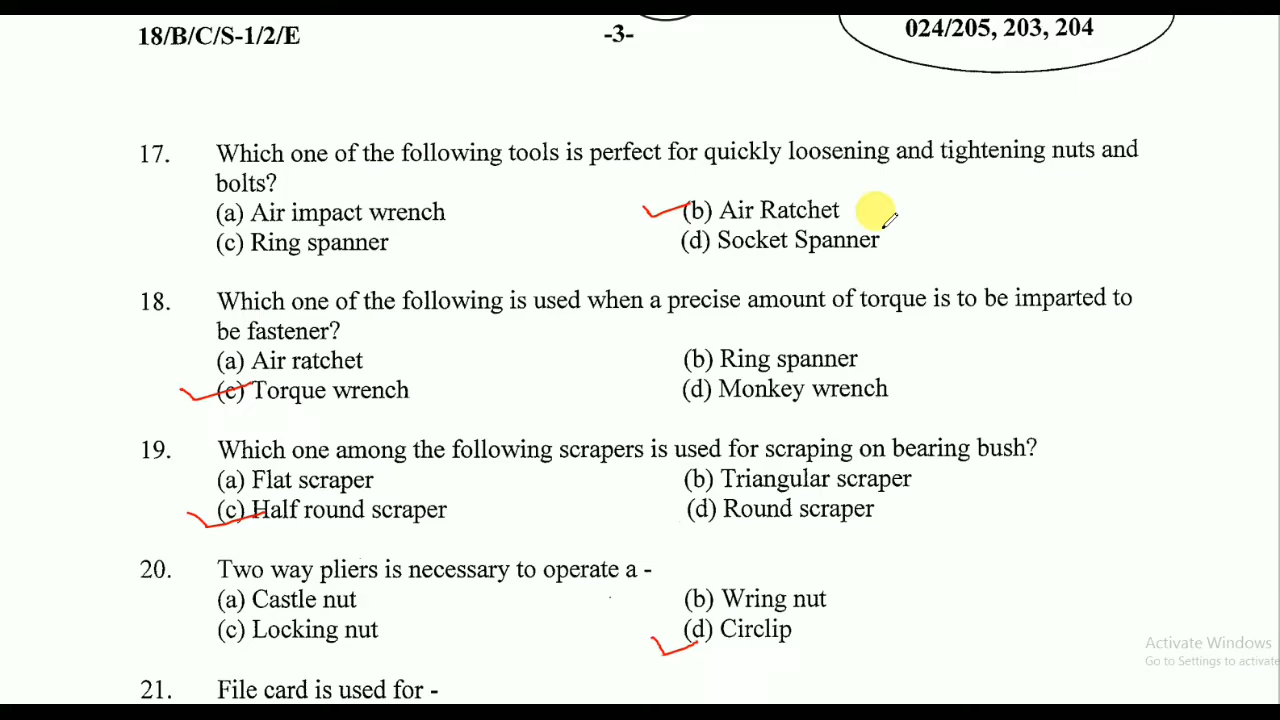 18/B/C/S-1/2/E -3- 024/205, 203, 204
17. Which one of the following tools is perfect for quickly loosening and tightening nuts and
bolts?
(a) Air impact wrench (b) Air Ratchet
(c) Ring spanner (d) Socket Spanner
18. Which one of the following is used when a precise amount of torque is to be imparted to
be fastener?
(a) Air ratchet (b) Ring spanner
(c) Torque wrench (d) Monkey wrench
19. Which one among the following scrapers is used for scraping on bearing bush?
(a) Flat scraper (b) Triangular scraper
(c) Half round scraper (d) Round scraper
20. Two way pliers is necessary to operate a -
(a) Castle nut (b) Wring nut
(c) Locking nut (d) Circlip
Activate Windows
Go to Settings to activate
21. File card is used for -